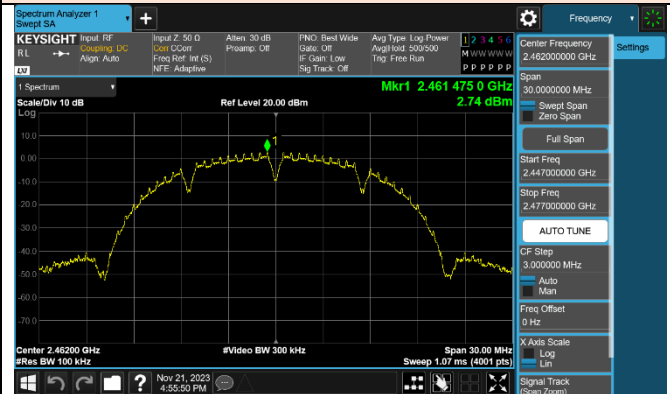 Spectrum Analyzer 1
Swept SA
+
Frequency
KEYSIGHT
RL
LXI
Input: RF
Coupling: DC
Align: Auto
Input Z: 50 Ω
Corr CCorr
Freq Ref: Int (S)
NFE: Adaptive
Atten: 30 dB
Preamp: Off
PNO: Best Wide
Gate: Off
IF Gain: Low
Sig Track: Off
Avg Type: Log-Power
Avg|Hold: 500/500
Trig: Free Run
1 2 3 4 5 6
M W W W W W
P P P P P P
1 Spectrum
Scale/Div 10 dB
Log
Ref Level 20.00 dBm
Mkr1 2.461 475 0 GHz
2.74 dBm
1
10.0
0.00
-10.0
-20.0
-30.0
-40.0
-50.0
-60.0
-70.0
Center 2.46200 GHz
#Res BW 100 kHz
#Video BW 300 kHz
Span 30.00 MHz
Sweep 1.07 ms (4001 pts)
Center Frequency
2.462000000 GHz
Settings
Span
30.0000000 MHz
Swept Span
Zero Span
Full Span
Start Freq
2.447000000 GHz
Stop Freq
2.477000000 GHz
AUTO TUNE
CF Step
3.000000 MHz
Auto
Man
Freq Offset
0 Hz
X Axis Scale
Log
Lin
Signal Track
(Span Zoom)
?
Nov 21, 2023
4:55:50 PM